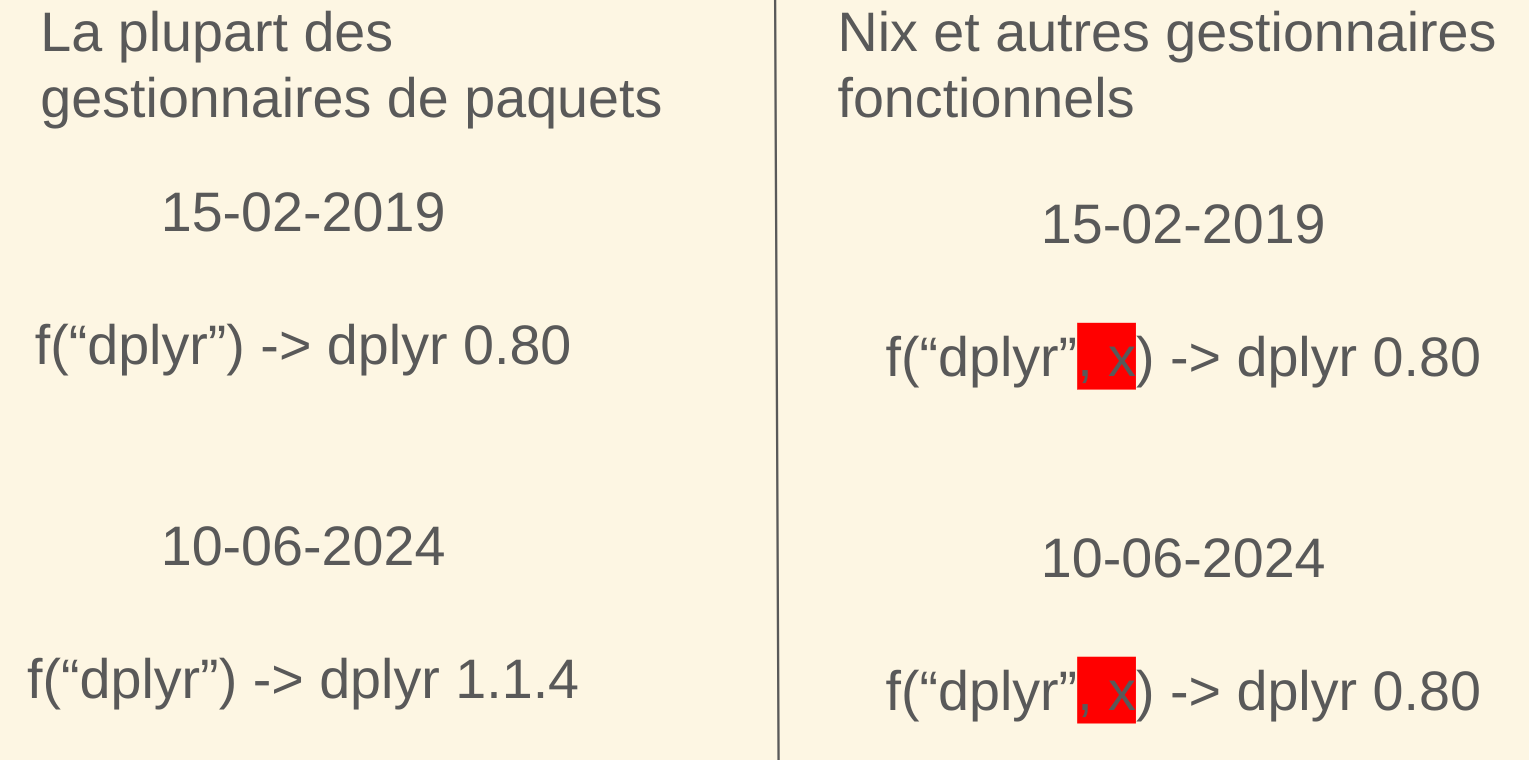 La plupart des
gestionnaires de paquets
15-02-2019
f(“dplyr”) -> dplyr 0.80
10-06-2024
f(“dplyr”) -> dplyr 1.1.4
Nix et autres gestionnaires
fonctionnels
15-02-2019
f(“dplyr”, x) -> dplyr 0.80
10-06-2024
f(“dplyr”, x) -> dplyr 0.80